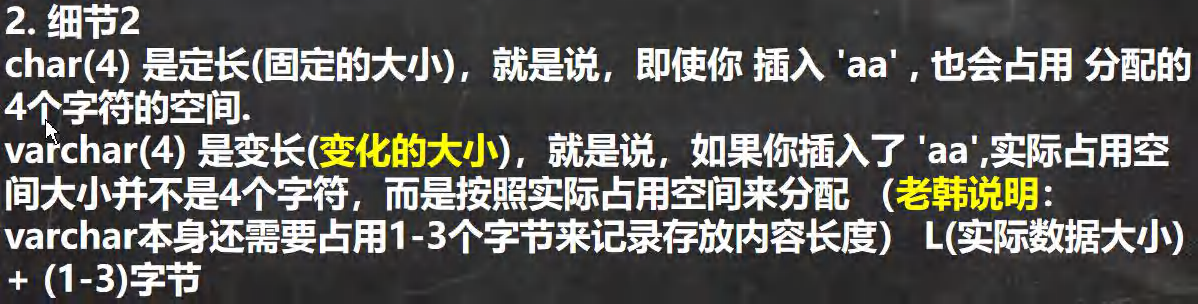 2. 细节2
char(4) 是定长(固定的大小)，就是说，即使你 插入 'aa' , 也会占用 分配的
4个字符的空间.
varchar(4) 是变长(变化的大小)，就是说，如果你插入了 'aa',实际占用空
间大小并不是4个字符，而是按照实际占用空间来分配 （老韩说明：
varchar本身还需要占用1-3个字节来记录存放内容长度） L(实际数据大小)
+ (1-3)字节